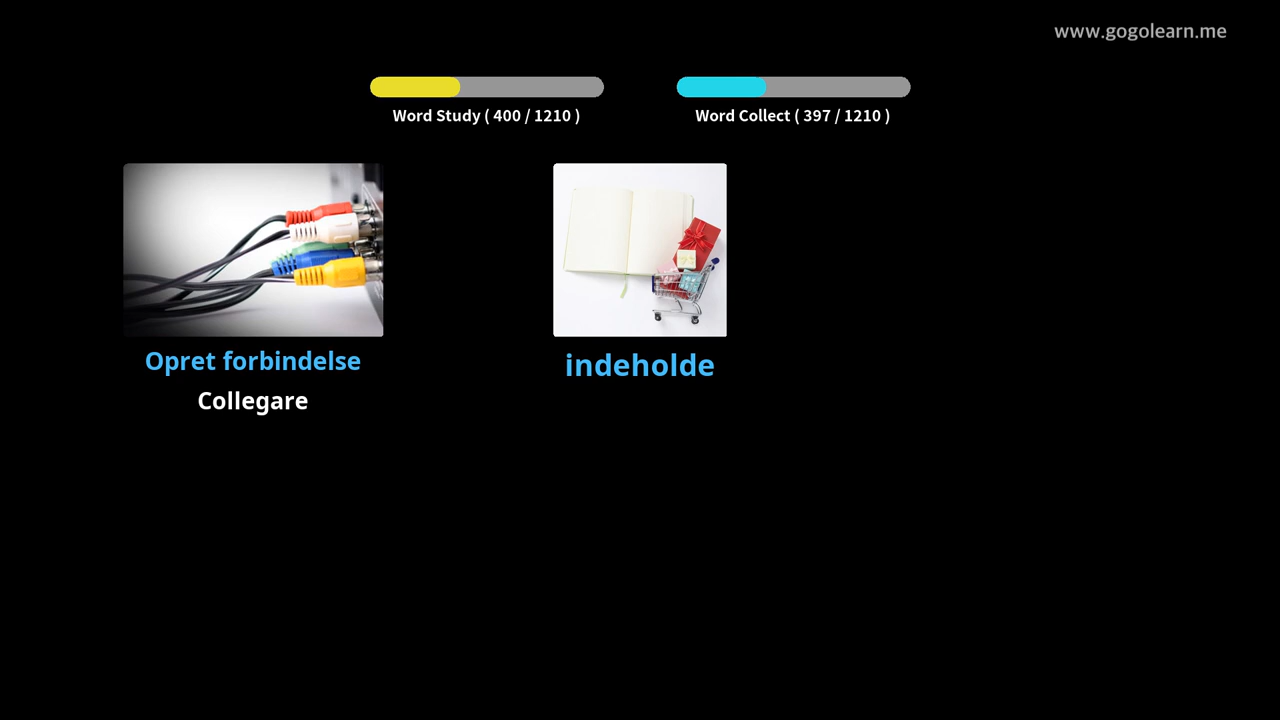 www.gogolearn.me
Word Study ( 400 / 1210 )
Word Collect ( 397 / 1210 )
Opret forbindelse
Collegare
indeholde